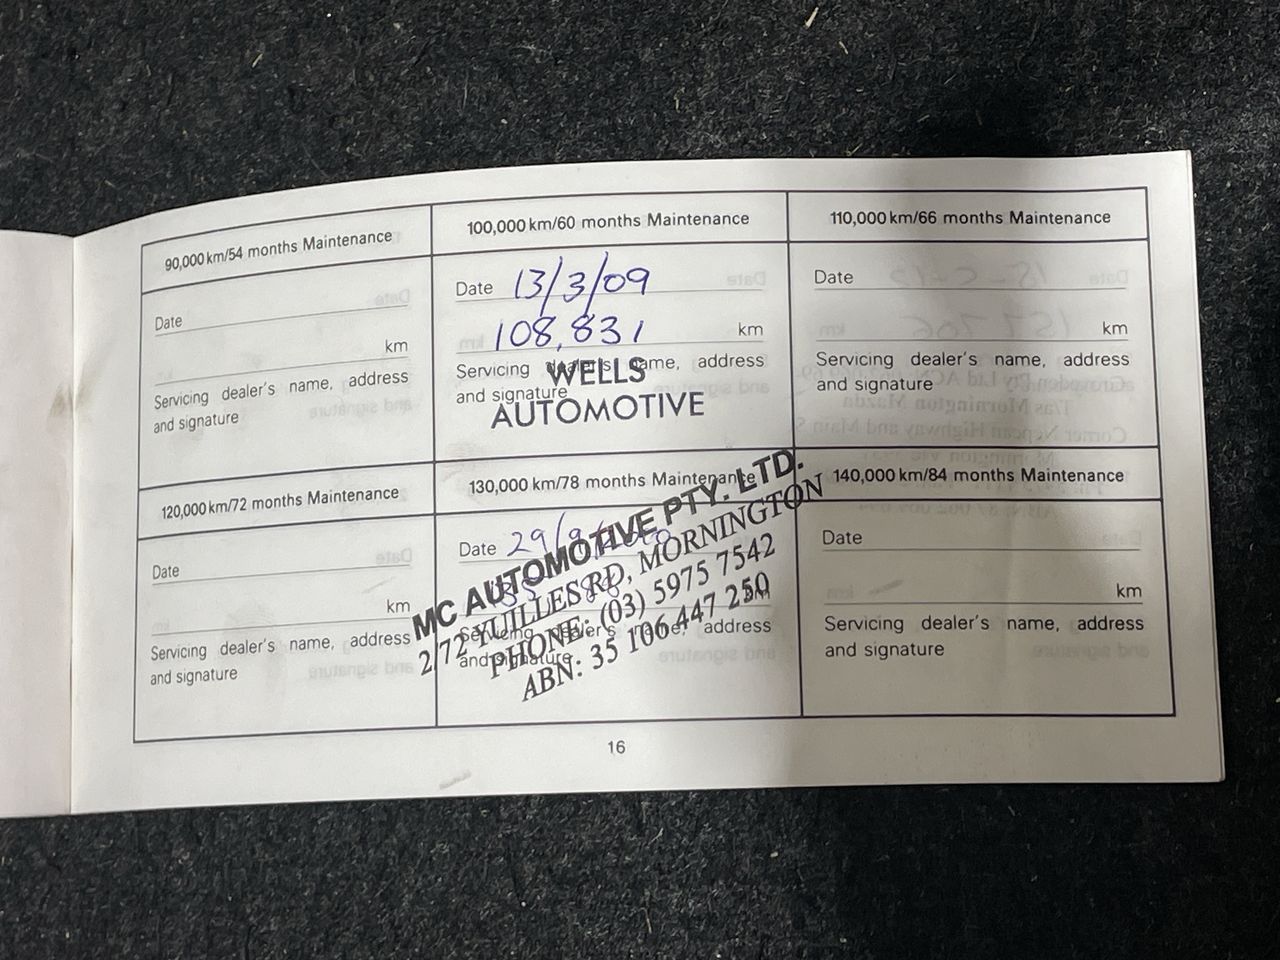 90,000 km/54 months Maintenance
Date
km
Servicing dealer's name, address
and signature
100,000 km/60 months Maintenance
Date 13/3/09
108,831 km
Servicing dealer's name, address
and signature
WELLS
AUTOMOTIVE
110,000 km/66 months Maintenance
Date
km
Servicing dealer's name, address
and signature
120,000 km/72 months Maintenance
Date
km
Servicing dealer's name, address
and signature
130,000 km/78 months Maintenance
Date
km
Servicing dealer's name, address
and signature
MC AUTOMOTIVE PTY. LTD.
2/72 YUILLES RD, MORNINGTON
PHONE: (03) 5975 7542
ABN: 35 106 447 250
140,000 km/84 months Maintenance
Date
km
Servicing dealer's name, address
and signature
16